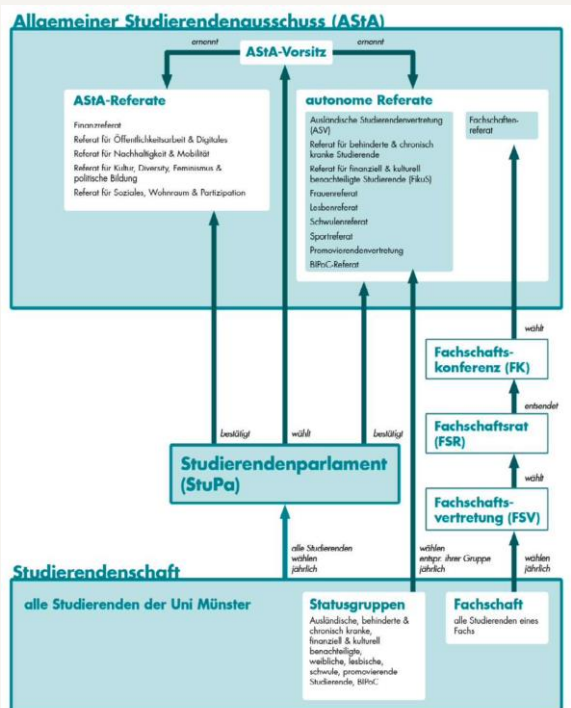 Allgemeiner Studierendenausschuss (AStA)
ernennt
AStA-Vorsitz
ernennt
AStA-Referate
Finanzreferat
Referat für Öffentlichkeitsarbeit & Digitales
Referat für Nachhaltigkeit & Mobilität
Referat für Kultur, Diversity, Feminismus &
politische Bildung
Referat für Soziales, Wohnraum & Partizipation
autonome Referate
Ausländische Studierendenvertretung
(ASV)
Referat für behinderte & chronisch
kranke Studierende
Referat für finanziell & kulturell
benachteiligte Studierende (FikuS)
Frauenreferat
Lesbenreferat
Schwulenreferat
Sportreferat
Promovierendenvertretung
BIPoC-Referat
Fachschaften-
referat
wählt
Fachschafts-
konferenz (FK)
entsendet
Fachschaftsrat
(FSR)
wählt
Fachschafts-
vertretung (FSV)
bestätigt
wählt
bestätigt
Studierendenparlament
(StuPa)
alle Studierenden
wählen
jährlich
wählen
entspr. ihrer Gruppe
jährlich
wählen
jährlich
Studierendenschaft
alle Studierenden der Uni Münster
Statusgruppen
Ausländische, behinderte &
chronisch kranke,
finanziell & kulturell
benachteiligte,
weibliche, lesbische,
schwule, promovierende
Studierende, BIPoC
Fachschaft
alle Studierenden eines
Fachs